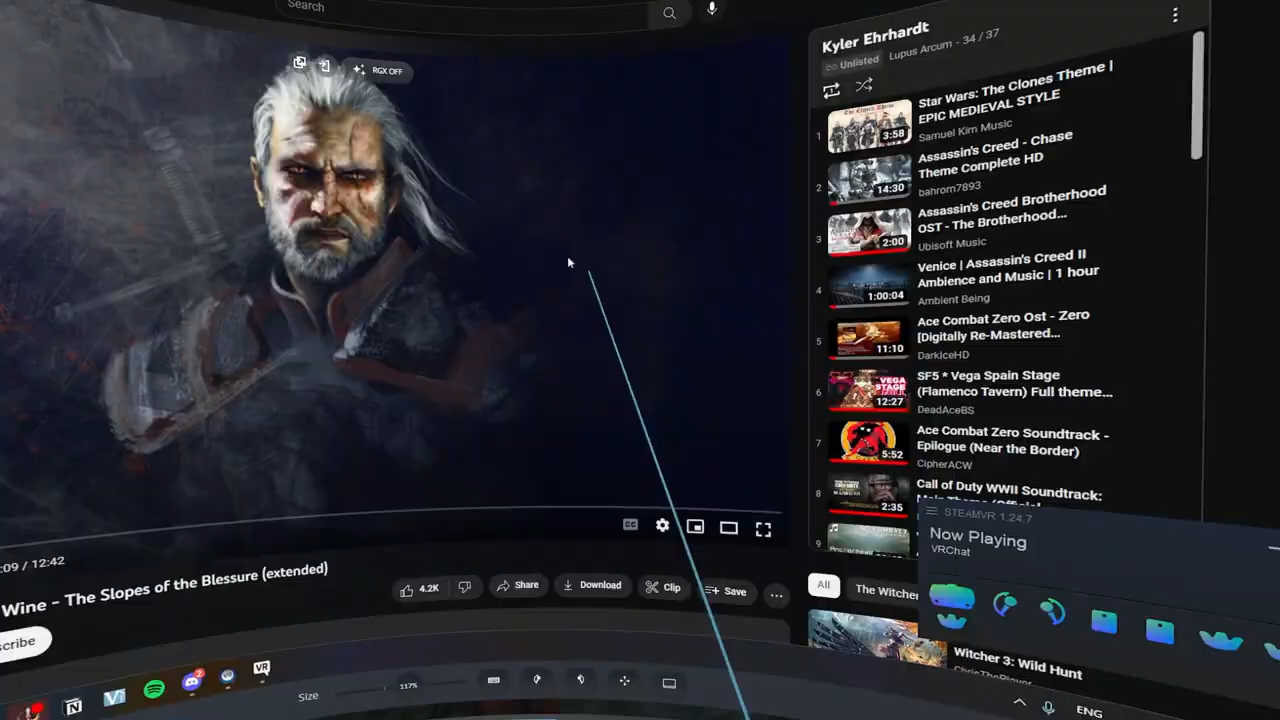 Search
RGX OFF
Kyler Ehrhardt
Unlisted Lupus Arcum - 34 / 37
1
Star Wars: The Clones Theme |
EPIC MEDIEVAL STYLE
Samuel Kim Music
3:58
2
Assassin's Creed - Chase
Theme Complete HD
bahrom7893
14:30
3
Assassin's Creed Brotherhood
OST - The Brotherhood...
Ubisoft Music
2:00
4
Venice | Assassin's Creed II
Ambience and Music | 1 hour
Ambient Being
1:00:04
5
Ace Combat Zero Ost - Zero
[Digitally Re-Mastered...
DarkIceHD
11:10
6
SF5 * Vega Spain Stage
(Flamenco Tavern) Full theme...
DeadAceBS
VEGA
STAGE
12:27
7
Ace Combat Zero Soundtrack -
Epilogue (Near the Border)
CipherACW
5:52
8
Call of Duty WWII Soundtrack:
2:35
9
CC
:09 / 12:42
Wine - The Slopes of the Blessure (extended)
4.2K
Share
Download
Clip
Save
scribe
All
The Witcher
Witcher 3: Wild Hunt
STEAMVR 1.24.7
Now Playing
VRChat
2
VR
Size
117%
ENG